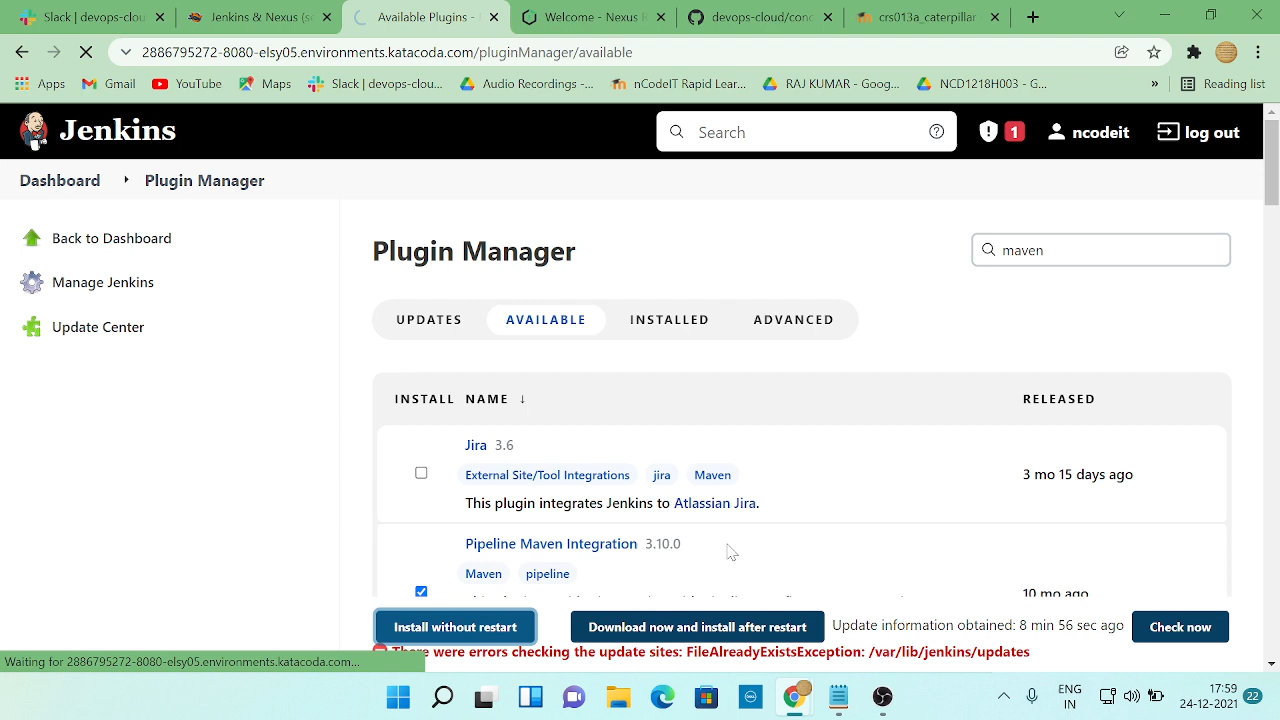 Slack | devops-clou
Jenkins & Nexus (se
Available Plugins -
Welcome - Nexus R
devops-cloud/conc
crs013a_caterpillar
2886795272-8080-elsy05.environments.katacoda.com/pluginManager/available
Apps
Gmail
YouTube
Maps
Slack | devops-clou...
Audio Recordings -...
nCodeIT Rapid Lear...
RAJ KUMAR - Goog...
NCD1218H003 - G...
»
Reading list
Jenkins
Search
1
ncodeit
log out
Dashboard
Plugin Manager
Back to Dashboard
Manage Jenkins
Update Center
Plugin Manager
maven
UPDATES
AVAILABLE
INSTALLED
ADVANCED
INSTALL NAME ↓
RELEASED
Jira 3.6
External Site/Tool Integrations
jira
Maven
3 mo 15 days ago
This plugin integrates Jenkins to Atlassian Jira.
Pipeline Maven Integration 3.10.0
Maven
pipeline
10 mo ago
Install without restart
Download now and install after restart
Update information obtained: 8 min 56 sec ago
Check now
There were errors checking the update sites: FileAlreadyExistsException: /var/lib/jenkins/updates
Waiting for 2886795272-8080-elsy05.environments.katacoda.com...
ENG
IN
17:59
24-12-2021
22